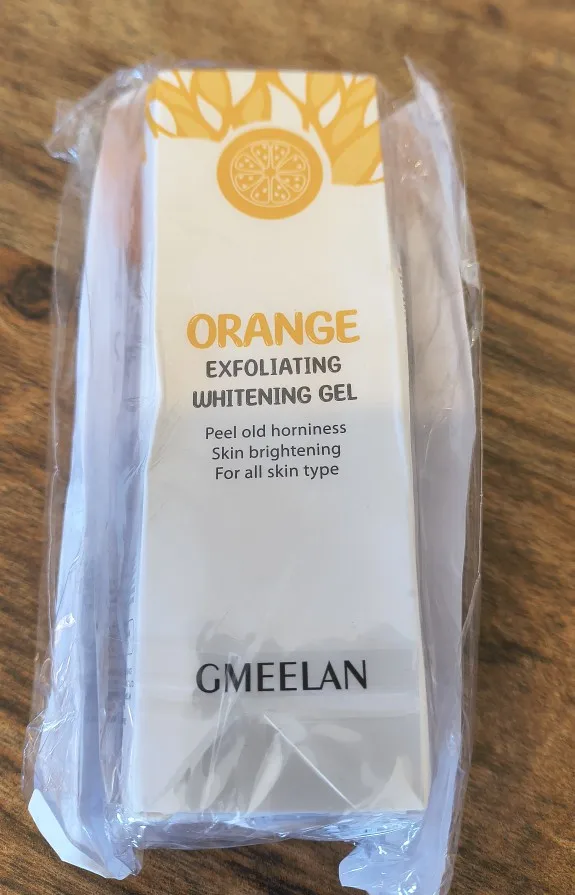 ORANGE
EXFOLIATING
WHITENING GEL
Peel old horniness
Skin brightening
For all skin type
GMEELAN